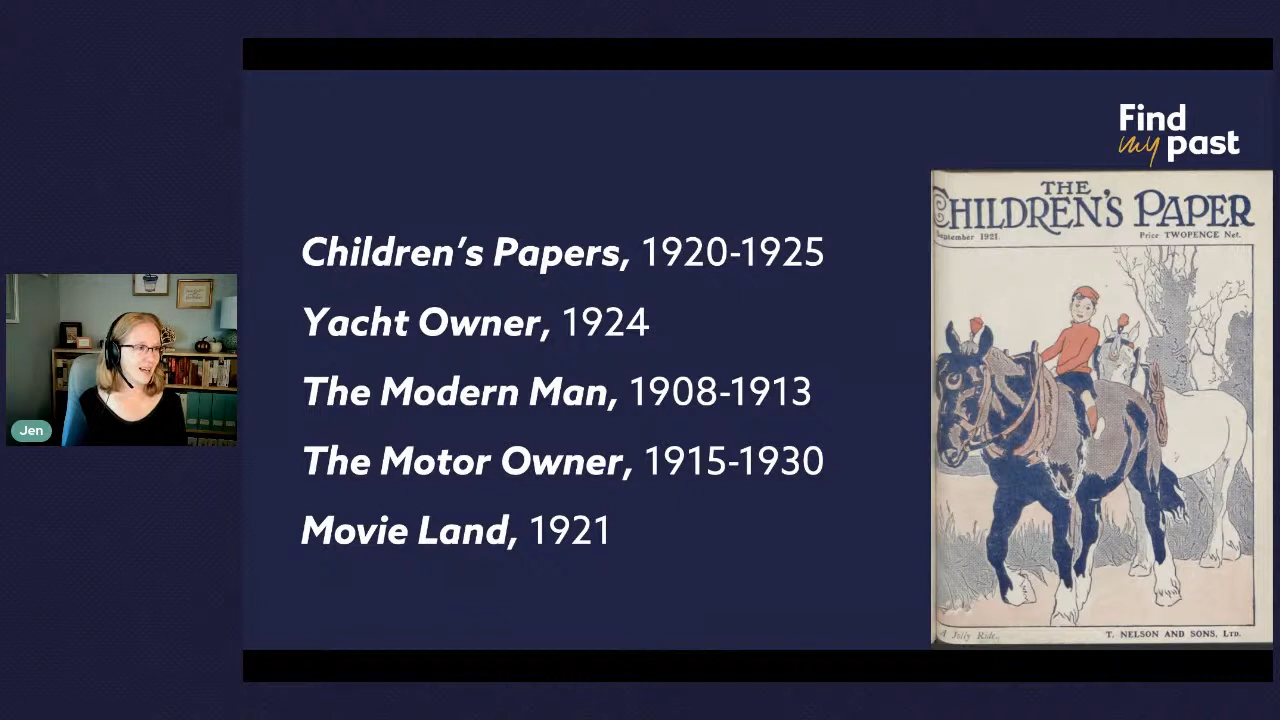 Find
my past
THE
CHILDREN'S PAPER
September 1921.
Price TWOPENCE Net.
Children's Papers, 1920-1925
Yacht Owner, 1924
The Modern Man, 1908-1913
The Motor Owner, 1915-1930
Movie Land, 1921
Jen
A Jolly Ride.
T. NELSON AND SONS, LTD.